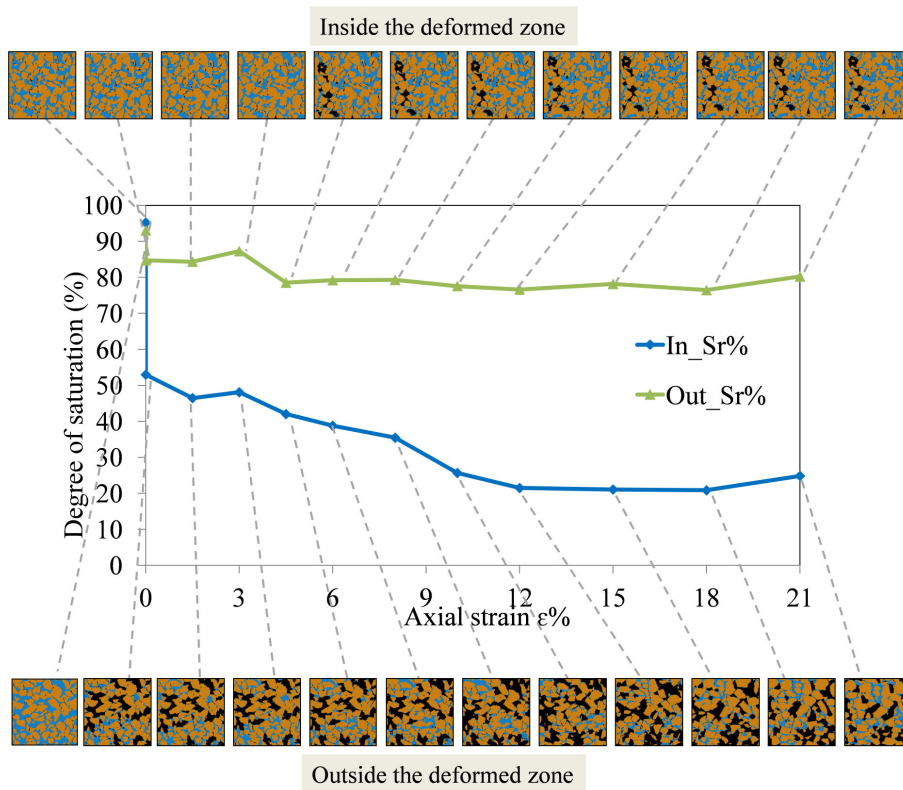 Inside the deformed zone
Degree of saturation (%)
100
90
80
70
60
50
40
30
20
10
0
In_Sr%
Out_Sr%
0 3 6 9 12 15 18 21
Axial strain ε%
Outside the deformed zone